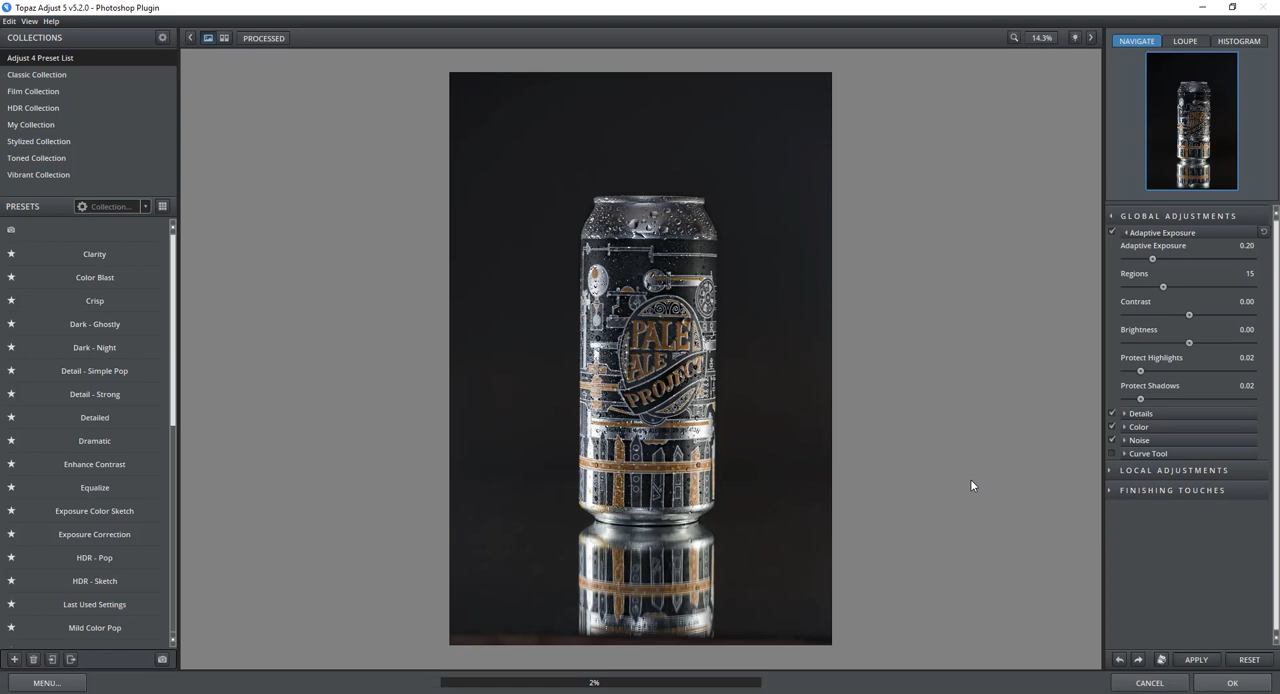 Topaz Adjust 5 v5.2.0 - Photoshop Plugin
Edit View Help
COLLECTIONS
Adjust 4 Preset List
Classic Collection
Film Collection
HDR Collection
My Collection
Stylized Collection
Toned Collection
Vibrant Collection
PRESETS
Collection...
Clarity
Color Blast
Crisp
Dark - Ghostly
Dark - Night
Detail - Simple Pop
Detail - Strong
Detailed
Dramatic
Enhance Contrast
Equalize
Exposure Color Sketch
Exposure Correction
HDR - Pop
HDR - Sketch
Last Used Settings
Mild Color Pop
MENU...
PROCESSED
14.3%
PALE
ALE
PROJECT
2%
NAVIGATE LOUPE HISTOGRAM
GLOBAL ADJUSTMENTS
Adaptive Exposure
Adaptive Exposure 0.20
Regions 15
Contrast 0.00
Brightness 0.00
Protect Highlights 0.02
Protect Shadows 0.02
Details
Color
Noise
Curve Tool
LOCAL ADJUSTMENTS
FINISHING TOUCHES
APPLY RESET
CANCEL OK